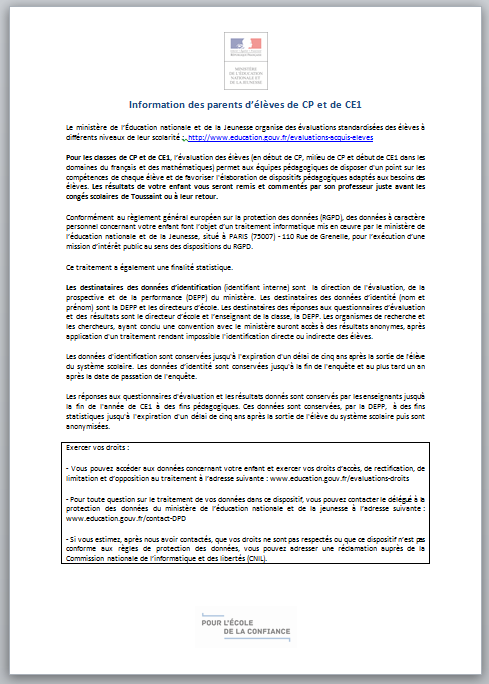 MINISTÈRE
DE L'ÉDUCATION
NATIONALE ET
DE LA JEUNESSE
Information des parents d'élèves de CP et de CE1
Le ministère de l'Éducation nationale et de la Jeunesse organise des évaluations standardisées des élèves à
différents niveaux de leur scolarité : http://www.education.gouv.fr/evaluations-acquis-eleves
Pour les classes de CP et de CE1, l'évaluation des élèves (en début de CP, milieu de CP et début de CE1 dans les
domaines du français et des mathématiques) permet aux équipes pédagogiques de disposer d'un point sur les
compétences de chaque élève et de favoriser l'élaboration de dispositifs pédagogiques adaptés aux besoins des
élèves. Les résultats de votre enfant vous seront remis et commentés par son professeur juste avant les
congés scolaires de Toussaint ou à leur retour.
Conformément au règlement général européen sur la protection des données (RGPD), des données à caractère
personnel concernant votre enfant font l'objet d'un traitement informatique mis en œuvre par le ministère de
l'éducation nationale et de la Jeunesse, situé à PARIS (75007) - 110 Rue de Grenelle, pour l'exécution d'une
mission d'intérêt public au sens des dispositions du RGPD.
Ce traitement a également une finalité statistique.
Les destinataires des données d'identification (identifiant interne) sont la direction de l'évaluation, de la
prospective et de la performance (DEPP) du ministère. Les destinataires des données d'identité (nom et
prénom) sont la DEPP et les directeurs d'école. Les destinataires des réponses aux questionnaires d'évaluation
et des résultats sont le directeur d'école et l'enseignant de la classe, la DEPP. Les organismes de recherche et
les chercheurs, ayant conclu une convention avec le ministère auront accès à des résultats anonymes, après
application d'un traitement rendant impossible l'identification directe ou indirecte des élèves.
Les données d'identification sont conservées jusqu'à l'expiration d'un délai de cinq ans après la sortie de l'élève
du système scolaire. Les données d'identité sont conservées jusqu'à la fin de l'enquête et au plus tard un an
après la date de passation de l'enquête.
Les réponses aux questionnaires d'évaluation et les résultats donnés sont conservés par les enseignants jusqu'à
la fin de l'année de CE1 à des fins pédagogiques. Ces données sont conservées, par la DEPP, à des fins
statistiques jusqu'à l'expiration d'un délai de cinq ans après la sortie de l'élève du système scolaire puis sont
anonymisées.
Exercer vos droits :
- Vous pouvez accéder aux données concernant votre enfant et exercer vos droits d'accès, de rectification, de
limitation et d'opposition au traitement à l'adresse suivante : www.education.gouv.fr/evaluations-droits
- Pour toute question sur le traitement de vos données dans ce dispositif, vous pouvez contacter le délégué à la
protection des données du ministère de l'éducation nationale et de la jeunesse à l'adresse suivante :
www.education.gouv.fr/contact-DPD
- Si vous estimez, après nous avoir contactés, que vos droits ne sont pas respectés ou que ce dispositif n'est pas
conforme aux règles de protection des données, vous pouvez adresser une réclamation auprès de la
Commission nationale de l'informatique et des libertés (CNIL).
POUR L'ÉCOLE
DE LA CONFIANCE